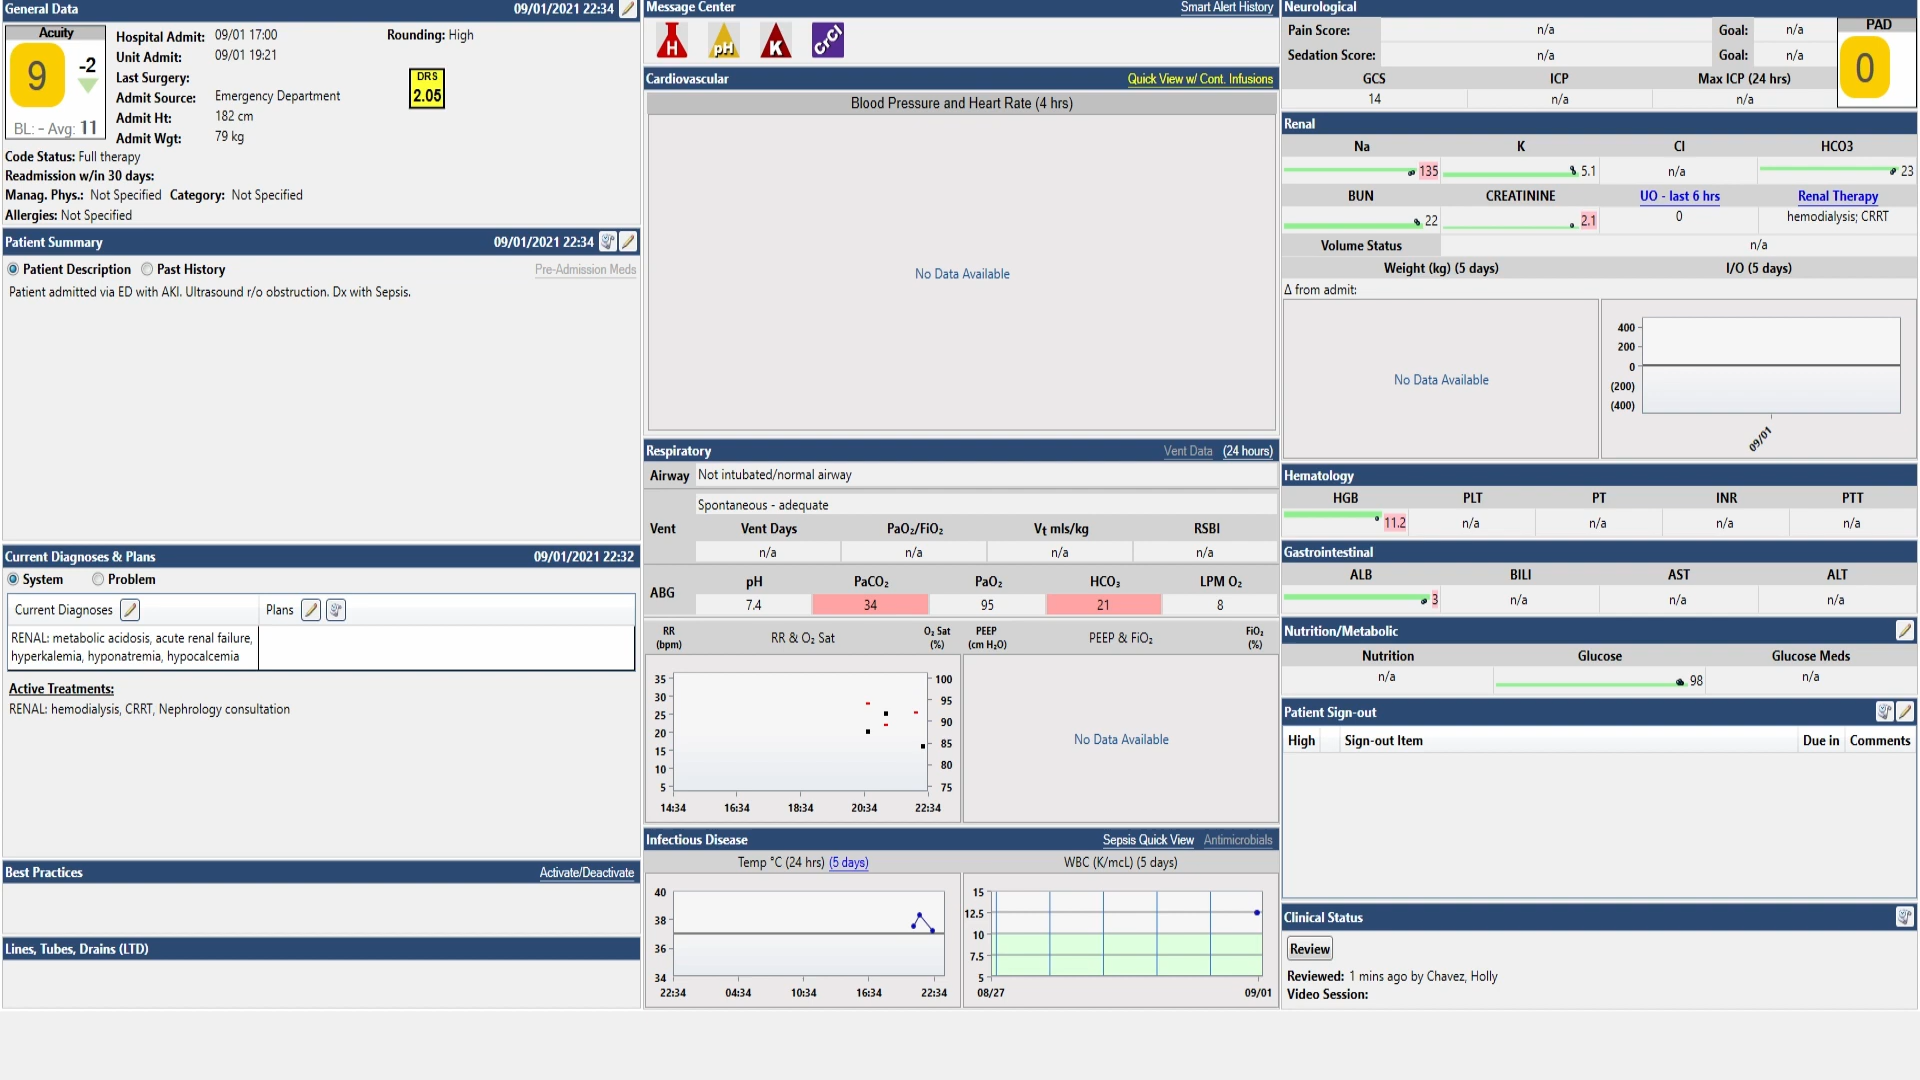 General Data 09/01/2021 22:34
Acuity
9 -2
BL: - Avg: 11
Hospital Admit: 09/01 17:00 Rounding: High
Unit Admit: 09/01 19:21
Last Surgery:
DRS
2.05
Admit Source: Emergency Department
Admit Ht: 182 cm
Admit Wgt: 79 kg
Code Status: Full therapy
Readmission w/in 30 days:
Manag. Phys.: Not Specified Category: Not Specified
Allergies: Not Specified
Patient Summary 09/01/2021 22:34
Patient Description Past History Pre-Admission Meds
Patient admitted via ED with AKI. Ultrasound r/o obstruction. Dx with Sepsis.
Current Diagnoses & Plans 09/01/2021 22:32
System Problem
Current Diagnoses Plans
RENAL: metabolic acidosis, acute renal failure,
hyperkalemia, hyponatremia, hypocalcemia
Active Treatments:
RENAL: hemodialysis, CRRT, Nephrology consultation
Best Practices Activate/Deactivate
Lines, Tubes, Drains (LTD)
Message Center Smart Alert History
H pH K CrCl
Cardiovascular Quick View w/ Cont. Infusions
Blood Pressure and Heart Rate (4 hrs)
No Data Available
Respiratory Vent Data (24 hours)
Airway Not intubated/normal airway
Spontaneous - adequate
Vent Vent Days PaO₂/FiO₂ Vt mls/kg RSBI
n/a n/a n/a n/a
ABG pH PaCO₂ PaO₂ HCO₃ LPM O₂
7.4 34 95 21 8
RR
(bpm)
RR & O₂ Sat
O₂ Sat
(%)
PEEP
(cm H₂O)
PEEP & FiO₂
FiO₂
(%)
35 100
30 95
25 90
20 85
15 80
10 75
5
14:34 16:34 18:34 20:34 22:34
No Data Available
Infectious Disease Sepsis Quick View Antimicrobials
Temp °C (24 hrs) (5 days) WBC (K/mcL) (5 days)
40
38
36
34
22:34 04:34 10:34 16:34 22:34
15
12.5
10
7.5
5
08/27 09/01
Neurological
Pain Score: n/a Goal: n/a
Sedation Score: n/a Goal: n/a
PAD
0
GCS ICP Max ICP (24 hrs)
14 n/a n/a
Renal
Na K Cl HCO3
135 5.1 n/a 23
BUN CREATININE UO - last 6 hrs Renal Therapy
22 2.1 0 hemodialysis; CRRT
Volume Status n/a
Weight (kg) (5 days) I/O (5 days)
Δ from admit:
No Data Available
400
200
0
(200)
(400)
09/01
Hematology
HGB PLT PT INR PTT
11.2 n/a n/a n/a n/a
Gastrointestinal
ALB BILI AST ALT
3 n/a n/a n/a
Nutrition/Metabolic
Nutrition Glucose Glucose Meds
n/a 98 n/a
Patient Sign-out
High Sign-out Item Due in Comments
Clinical Status
Review
Reviewed: 1 mins ago by Chavez, Holly
Video Session: